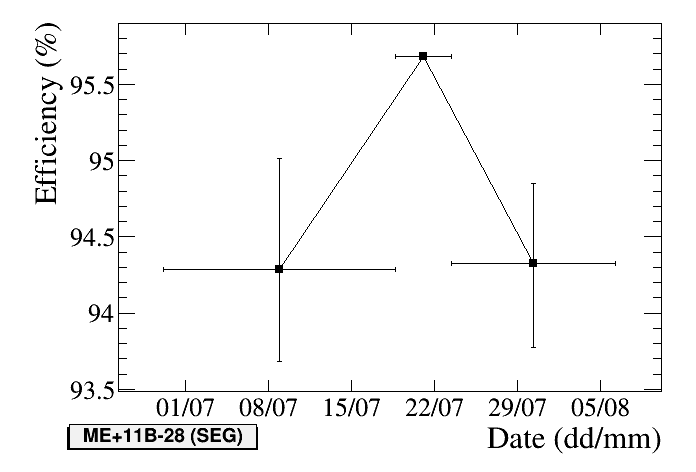 Efficiency (%)
95.5
95
94.5
94
93.5
01/07 08/07 15/07 22/07 29/07 05/08
ME+11B-28 (SEG)
Date (dd/mm)